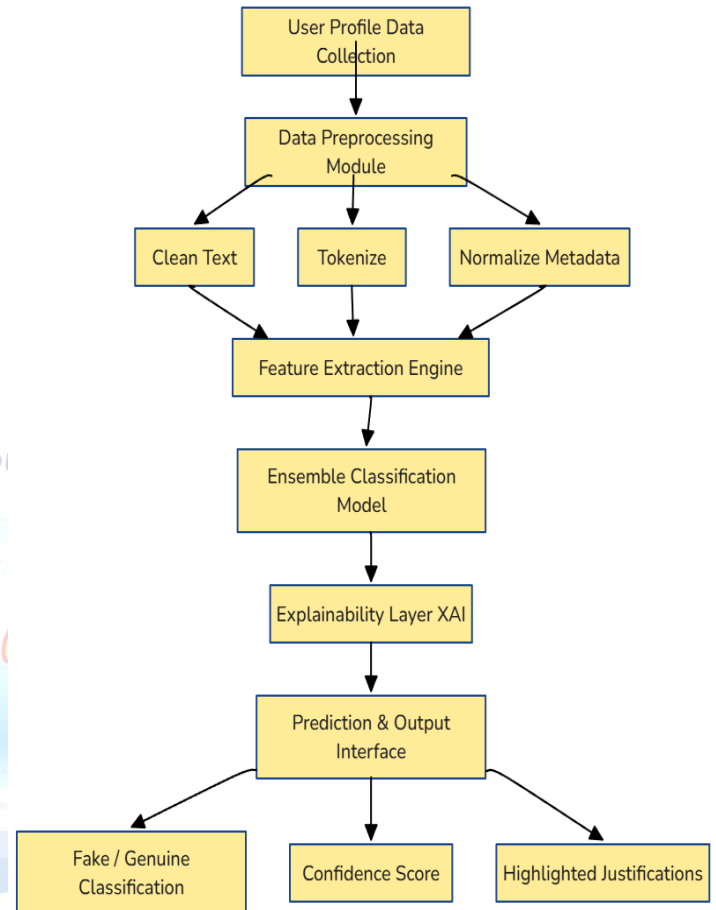 User Profile Data
Collection
Data Preprocessing
Module
Clean Text
Tokenize
Normalize Metadata
Feature Extraction Engine
Ensemble Classification
Model
Explainability Layer XAI
Prediction & Output
Interface
Fake / Genuine
Classification
Confidence Score
Highlighted Justifications